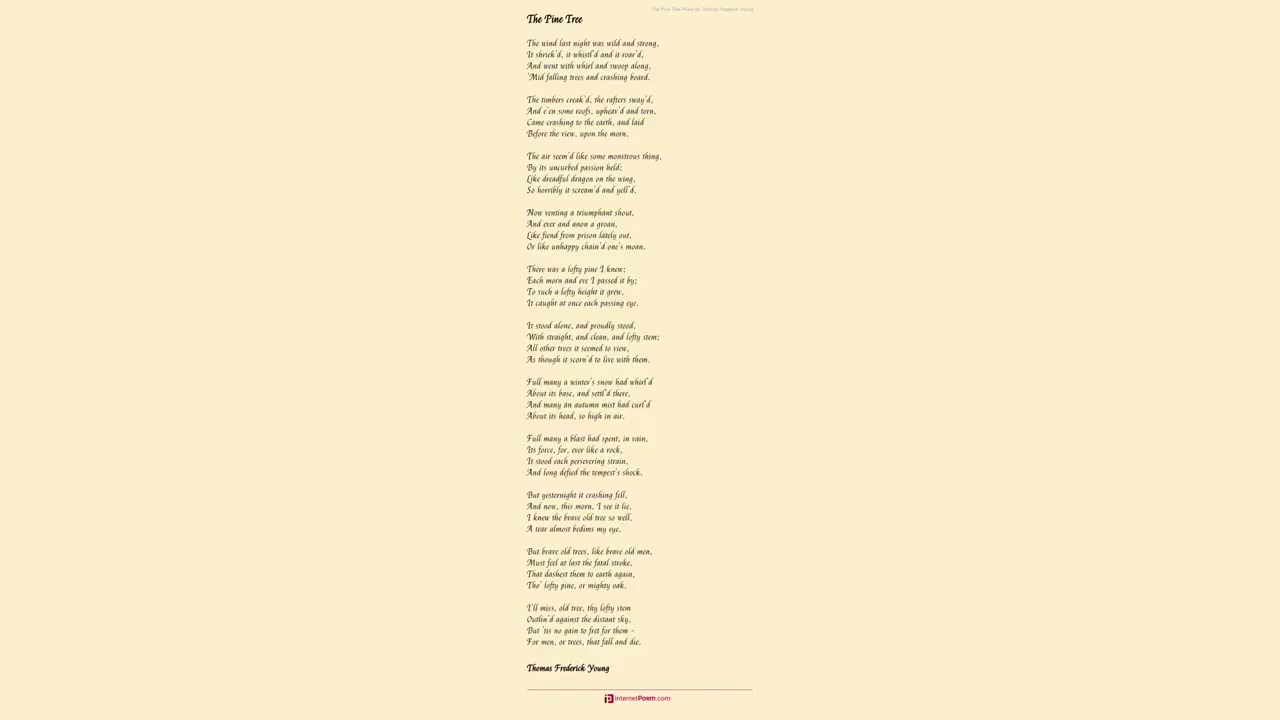 The Pine Tree Poem by Thomas Frederick Young
The Pine Tree
The wind last night was wild and strong,
It shriek'd, it whistl'd and it roar'd,
And went with whirl and swoop along,
'Mid falling trees and crashing board.
The timbers creak'd, the rafters sway'd,
And e'en some roofs, upheav'd and torn,
Came crashing to the earth, and laid
Before the view, upon the morn.
The air seem'd like some monstrous thing,
By its uncurbed passion held;
Like dreadful dragon on the wing,
So horribly it scream'd and yell'd.
Now venting a triumphant shout,
And ever and anon a groan,
Like fiend from prison lately out,
Or like unhappy chain'd one's moan.
There was a lofty pine I knew;
Each morn and eve I passed it by;
To such a lofty height it grew,
It caught at once each passing eye.
It stood alone, and proudly stood,
With straight, and clean, and lofty stem;
All other trees it seemed to view,
As though it scorn'd to live with them.
Full many a winter's snow had whirl'd
About its base, and settl'd there,
And many an autumn mist had curl'd
About its head, so high in air.
Full many a blast had spent, in vain,
Its force, for, ever like a rock,
It stood each persevering strain,
And long defied the tempest's shock.
But yesternight it crashing fell,
And now, this morn, I see it lie.
I knew the brave old tree so well,
A tear almost bedims my eye.
But brave old trees, like brave old men,
Must feel at last the fatal stroke,
That dashest them to earth again,
Tho' lofty pine, or mighty oak.
I'll miss, old tree, thy lofty stem
Outlin'd against the distant sky,
But 'tis no gain to fret for them -
For men, or trees, that fall and die.
Thomas Frederick Young
internetPoem.com